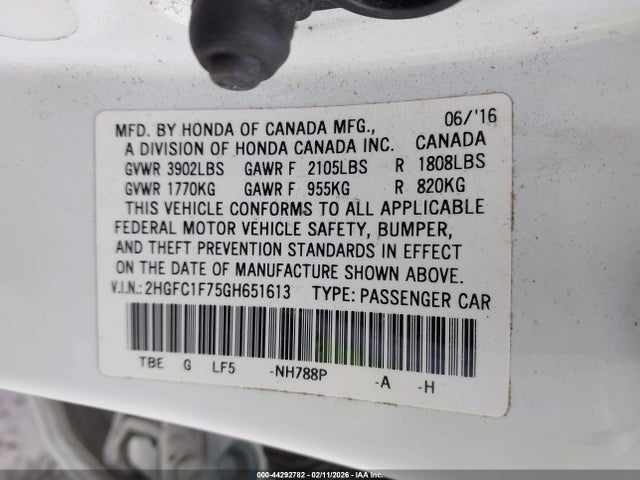 06/'16
MFD. BY HONDA OF CANADA MFG.,
A DIVISION OF HONDA CANADA INC. CANADA
GVWR 3902LBS GAWR F 2105LBS R 1808LBS
GVWR 1770KG GAWR F 955KG R 820KG
THIS VEHICLE CONFORMS TO ALL APPLICABLE
FEDERAL MOTOR VEHICLE SAFETY, BUMPER,
AND THEFT PREVENTION STANDARDS IN EFFECT
ON THE DATE OF MANUFACTURE SHOWN ABOVE.
V.I.N.: 2HGFC1F75GH651613 TYPE: PASSENGER CAR
TBE G LF5 -NH788P -A -H
000-44292782 - 02/11/2026 - IAA Inc.